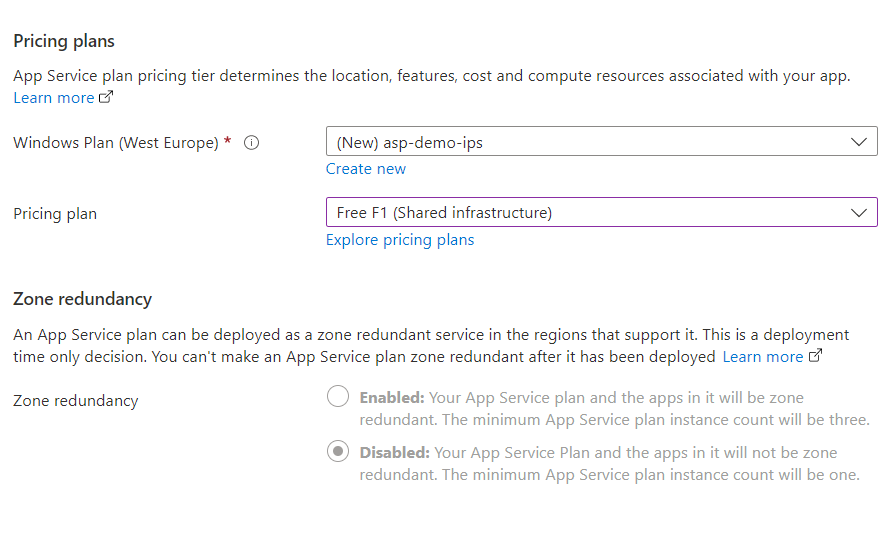 Pricing plans
App Service plan pricing tier determines the location, features, cost and compute resources associated with your app.
Learn more
Windows Plan (West Europe) * (New) asp-demo-ips
Create new
Pricing plan Free F1 (Shared infrastructure)
Explore pricing plans
Zone redundancy
An App Service plan can be deployed as a zone redundant service in the regions that support it. This is a deployment
time only decision. You can't make an App Service plan zone redundant after it has been deployed Learn more
Zone redundancy
Enabled: Your App Service plan and the apps in it will be zone
redundant. The minimum App Service plan instance count will be three.
Disabled: Your App Service Plan and the apps in it will not be zone
redundant. The minimum App Service plan instance count will be one.